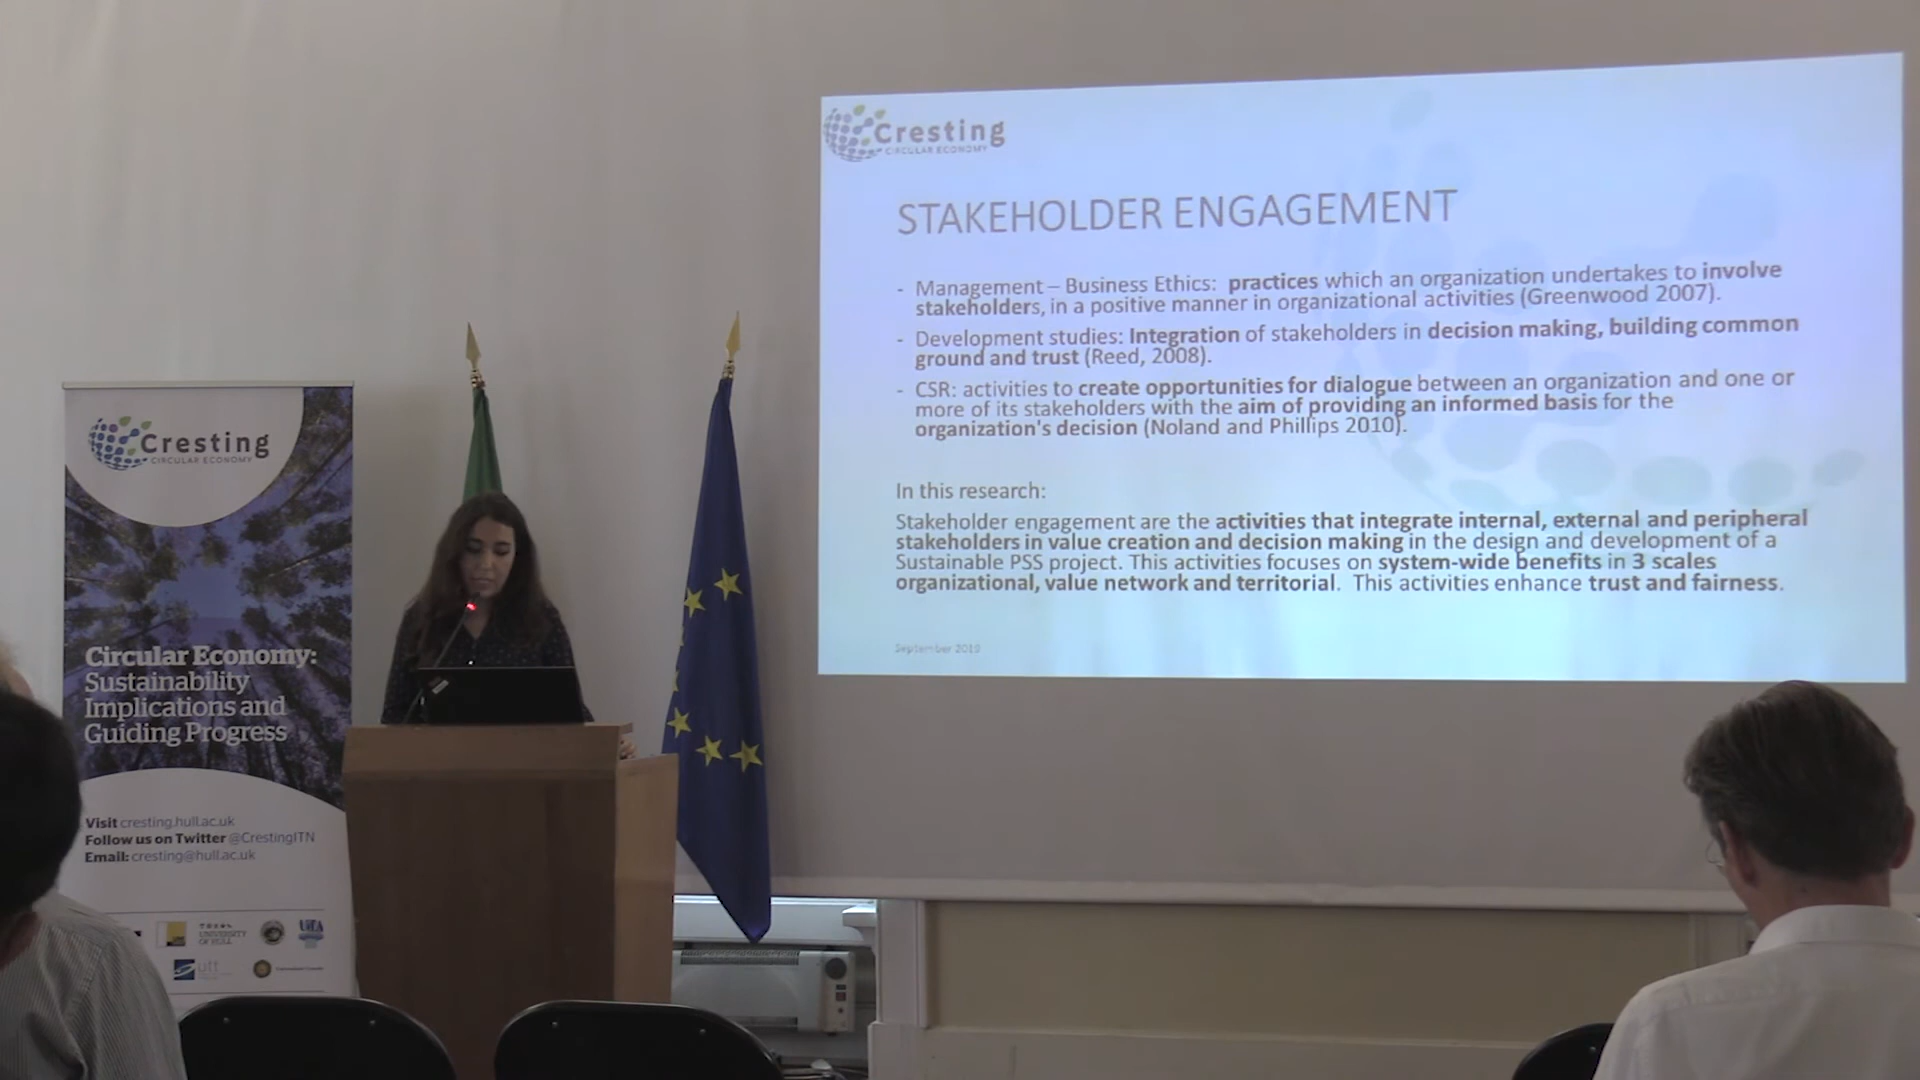 Cresting
CIRCULAR ECONOMY
STAKEHOLDER ENGAGEMENT
- Management – Business Ethics: practices which an organization undertakes to involve
stakeholders, in a positive manner in organizational activities (Greenwood 2007).
- Development studies: Integration of stakeholders in decision making, building common
ground and trust (Reed, 2008).
- CSR: activities to create opportunities for dialogue between an organization and one or
more of its stakeholders with the aim of providing an informed basis for the
organization's decision (Noland and Phillips 2010).
In this research:
Stakeholder engagement are the activities that integrate internal, external and peripheral
stakeholders in value creation and decision making in the design and development of a
Sustainable PSS project. This activities focuses on system-wide benefits in 3 scales
organizational, value network and territorial. This activities enhance trust and fairness.
September 2019
Cresting
CIRCULAR ECONOMY
Circular Economy:
Sustainability
Implications and
Guiding Progress
Visit cresting.hull.ac.uk
Follow us on Twitter @CrestingITN
Email: cresting@hull.ac.uk
UNIVERSITY
OF HULL
utt